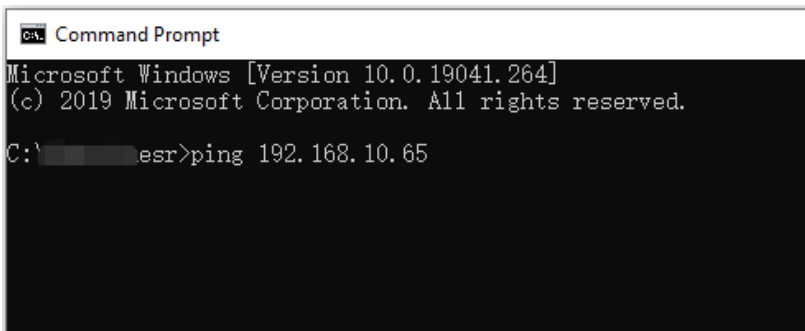 Command Prompt
Microsoft Windows [Version 10.0.19041.264]
(c) 2019 Microsoft Corporation. All rights reserved.
C:\ esr>ping 192.168.10.65